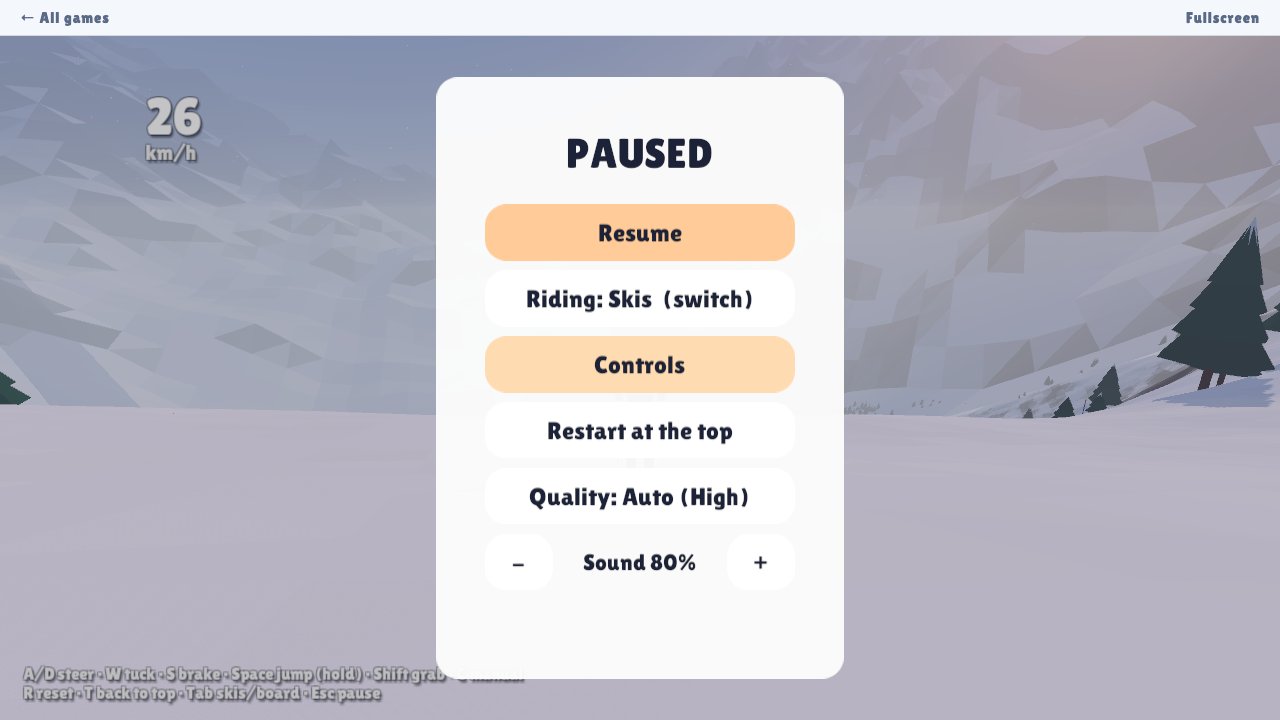 ← All games
Fullscreen
26
km/h
PAUSED
Resume
Riding: Skis (switch)
Controls
Restart at the top
Quality: Auto (High)
– Sound 80% +
A/D steer · W tuck · S brake · Space jump (hold) · Shift grab
R reset · T back to top · Tab skis/board · Esc pause